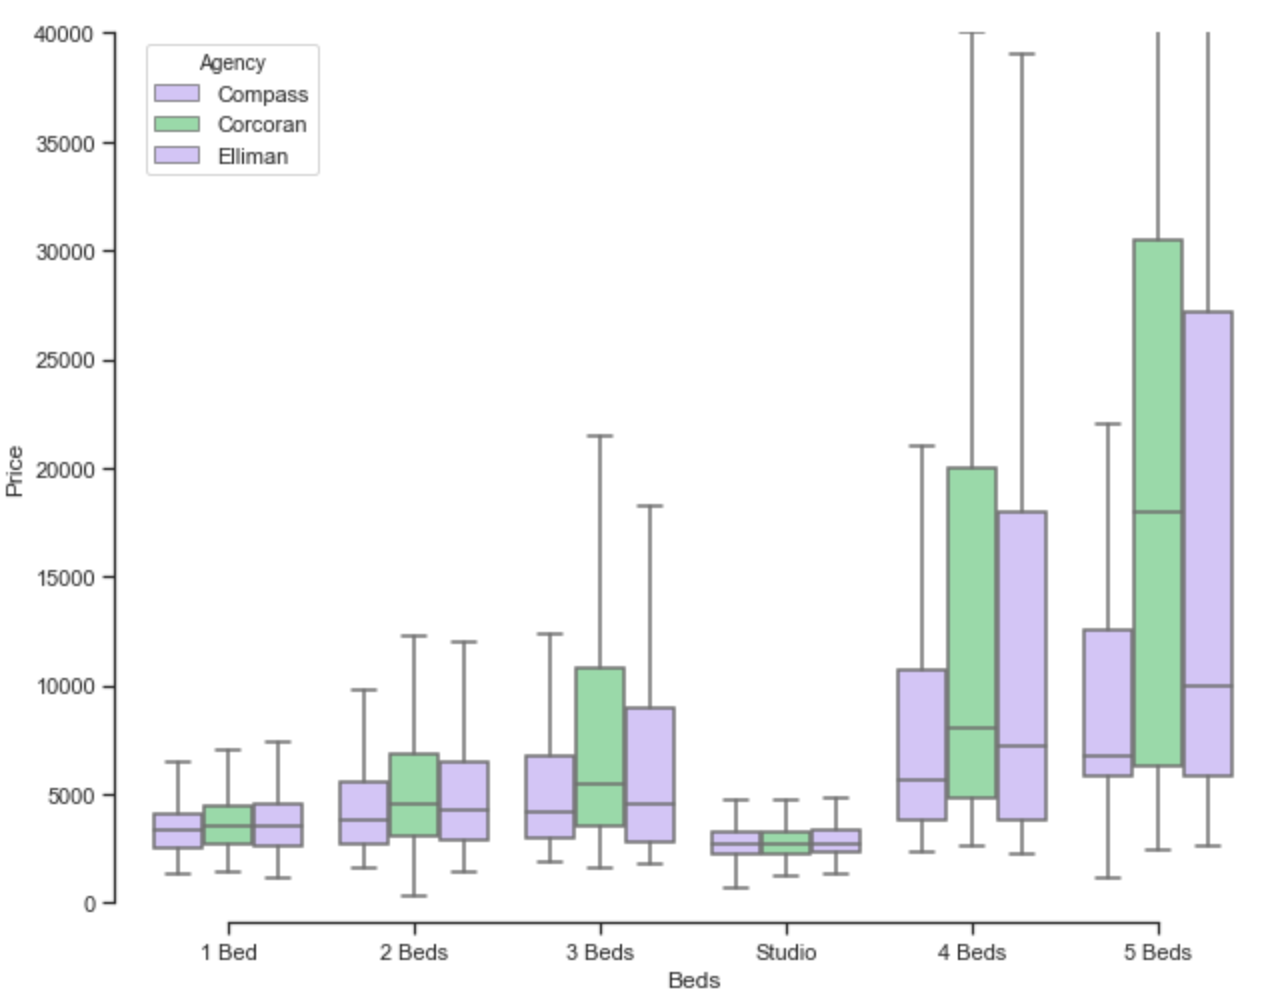 40000
35000
30000
25000
20000
15000
10000
5000
0
Price
Agency
Compass
Corcoran
Elliman
1 Bed
2 Beds
3 Beds
Studio
4 Beds
5 Beds
Beds